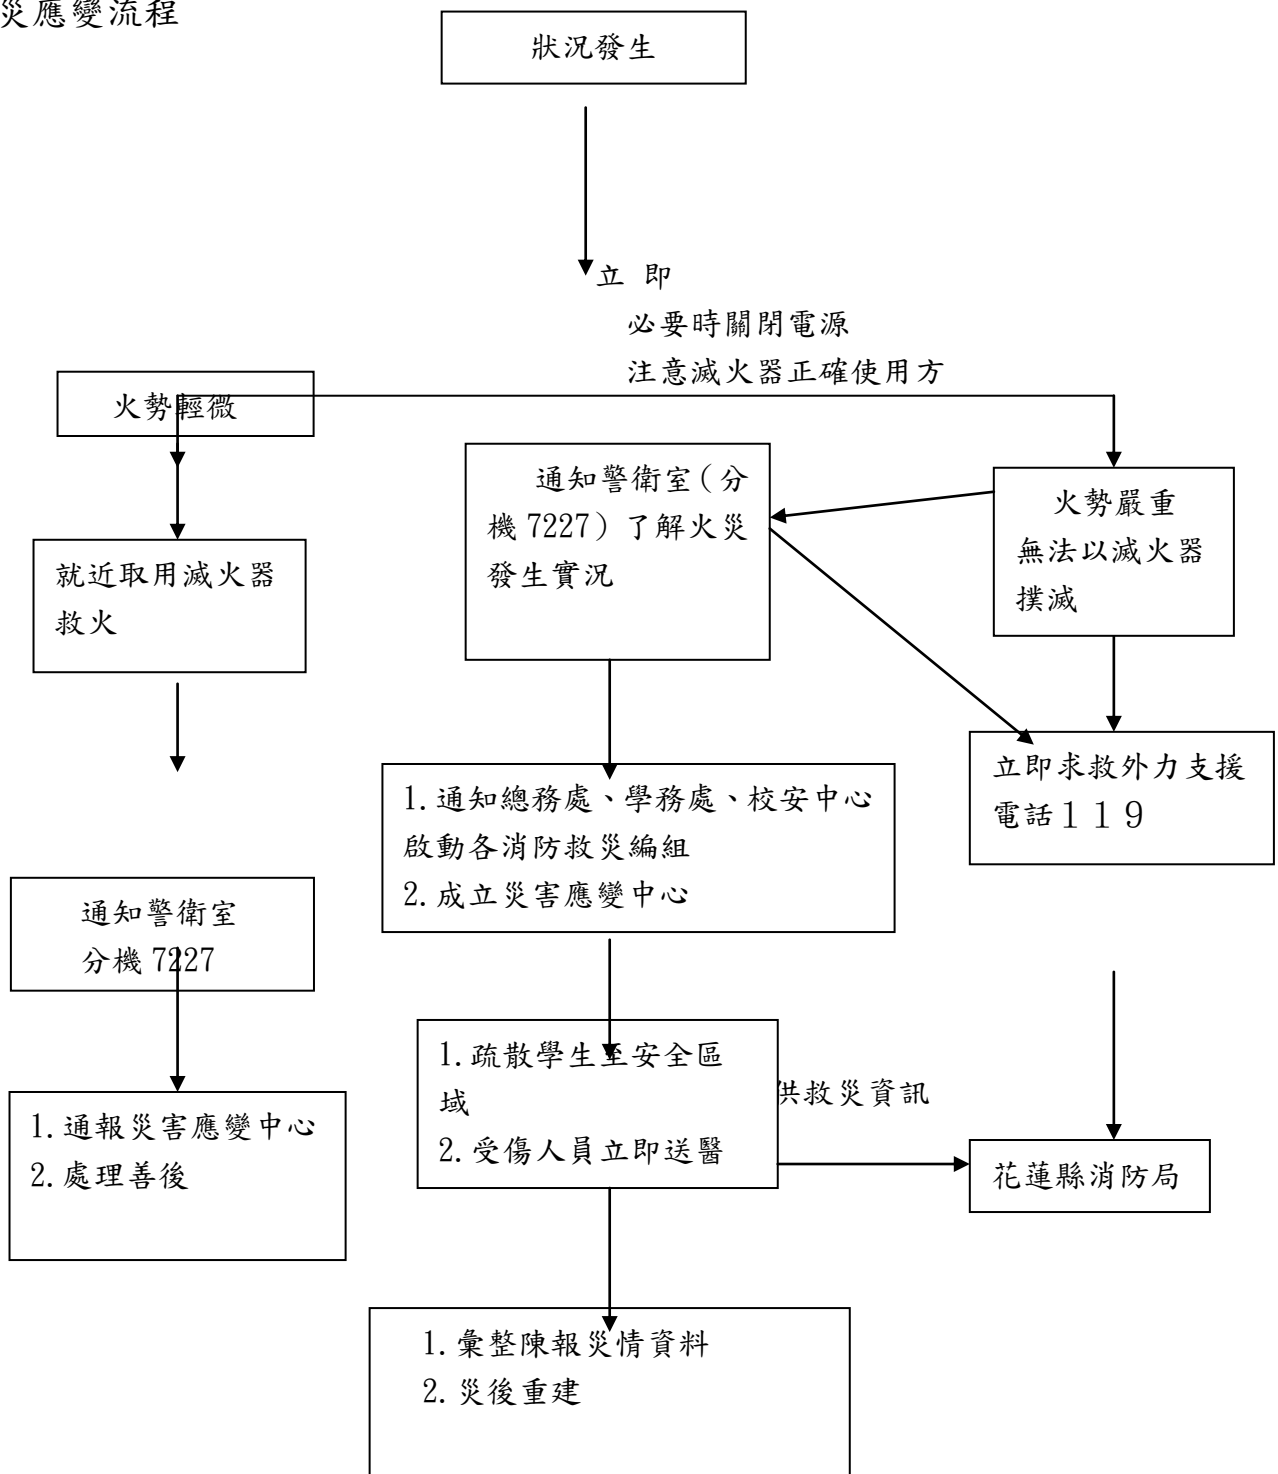 災應變流程
狀況發生
立 即
必要時關閉電源
注意滅火器正確使用方
火勢輕微
通知警衛室(分
機 7227) 了解火災
發生實況
火勢嚴重
無法以滅火器
撲滅
就近取用滅火器
救火
立即求救外力支援
電話１１９
1.通知總務處、學務處、校安中心
啟動各消防救災編組
2.成立災害應變中心
通知警衛室
分機 7227
1.疏散學生至安全區
域
2.受傷人員立即送醫
供救災資訊
1.通報災害應變中心
2.處理善後
花蓮縣消防局
1.彙整陳報災情資料
2.災後重建